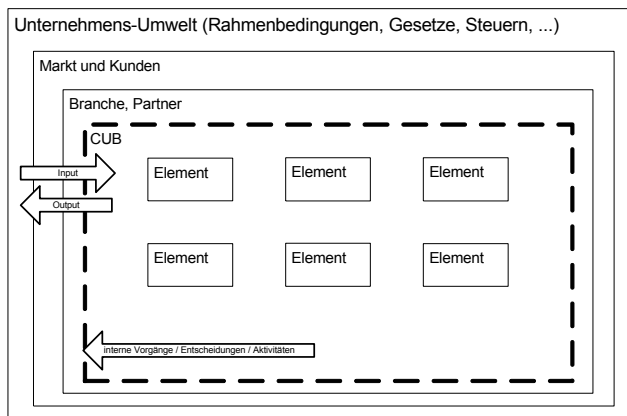 Unternehmens-Umwelt (Rahmenbedingungen, Gesetze, Steuern, ...)
Markt und Kunden
Branche, Partner
CUB
Input
Output
Element Element Element
Element Element Element
interne Vorgänge / Entscheidungen / Aktivitäten